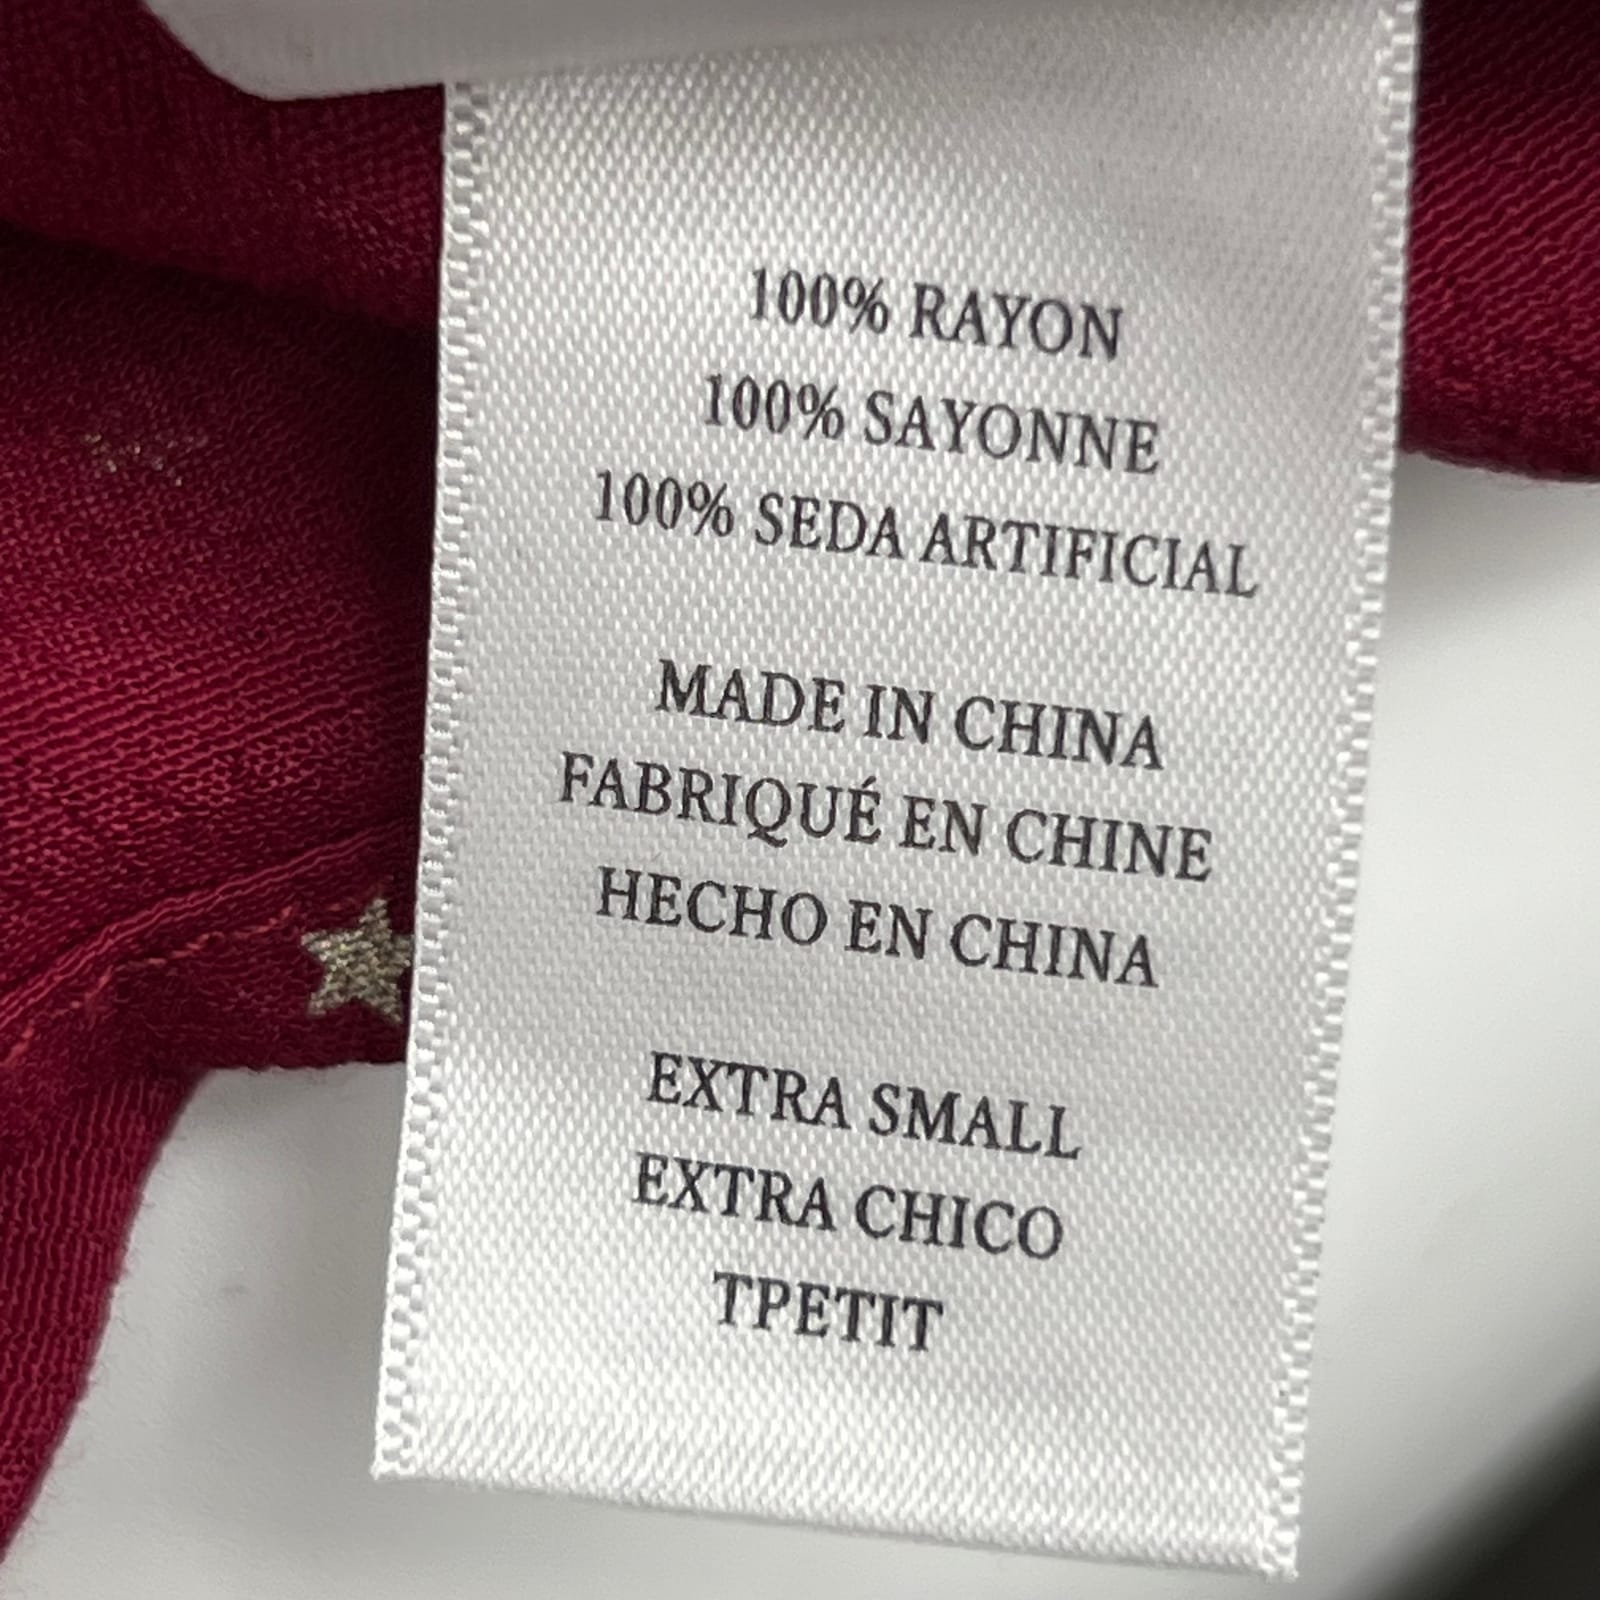 100% RAYON
100% SAYONNE
100% SEDA ARTIFICIAL
MADE IN CHINA
FABRIQUÉ EN CHINE
HECHO EN CHINA
EXTRA SMALL
EXTRA CHICO
TPETIT